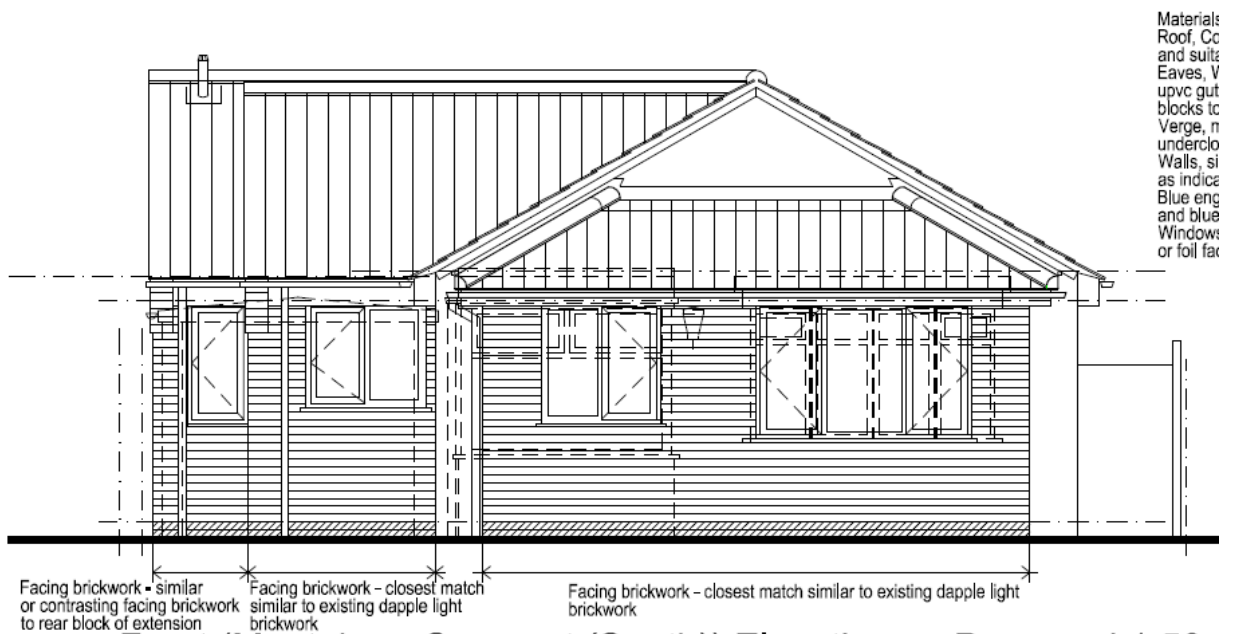 Materials
Roof, Co
and suita
Eaves, W
upvc gut
blocks to
Verge, m
underclo
Walls, si
as indica
Blue eng
and blue
Windows
or foil fac
Facing brickwork - similar
or contrasting facing brickwork
to rear block of extension
Facing brickwork - closest match
similar to existing dapple light
brickwork
Facing brickwork - closest match similar to existing dapple light
brickwork